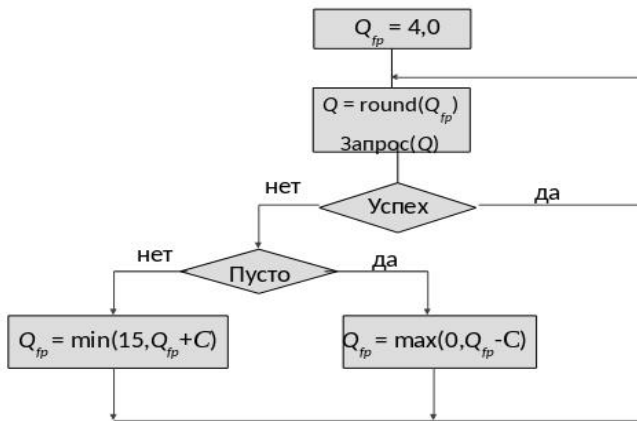 Q_fp = 4,0
Q = round(Q_fp)
Запрос(Q)
нет
Успех
да
нет
Пусто
да
Q_fp = min(15,Q_fp+C)
Q_fp = max(0,Q_fp-C)